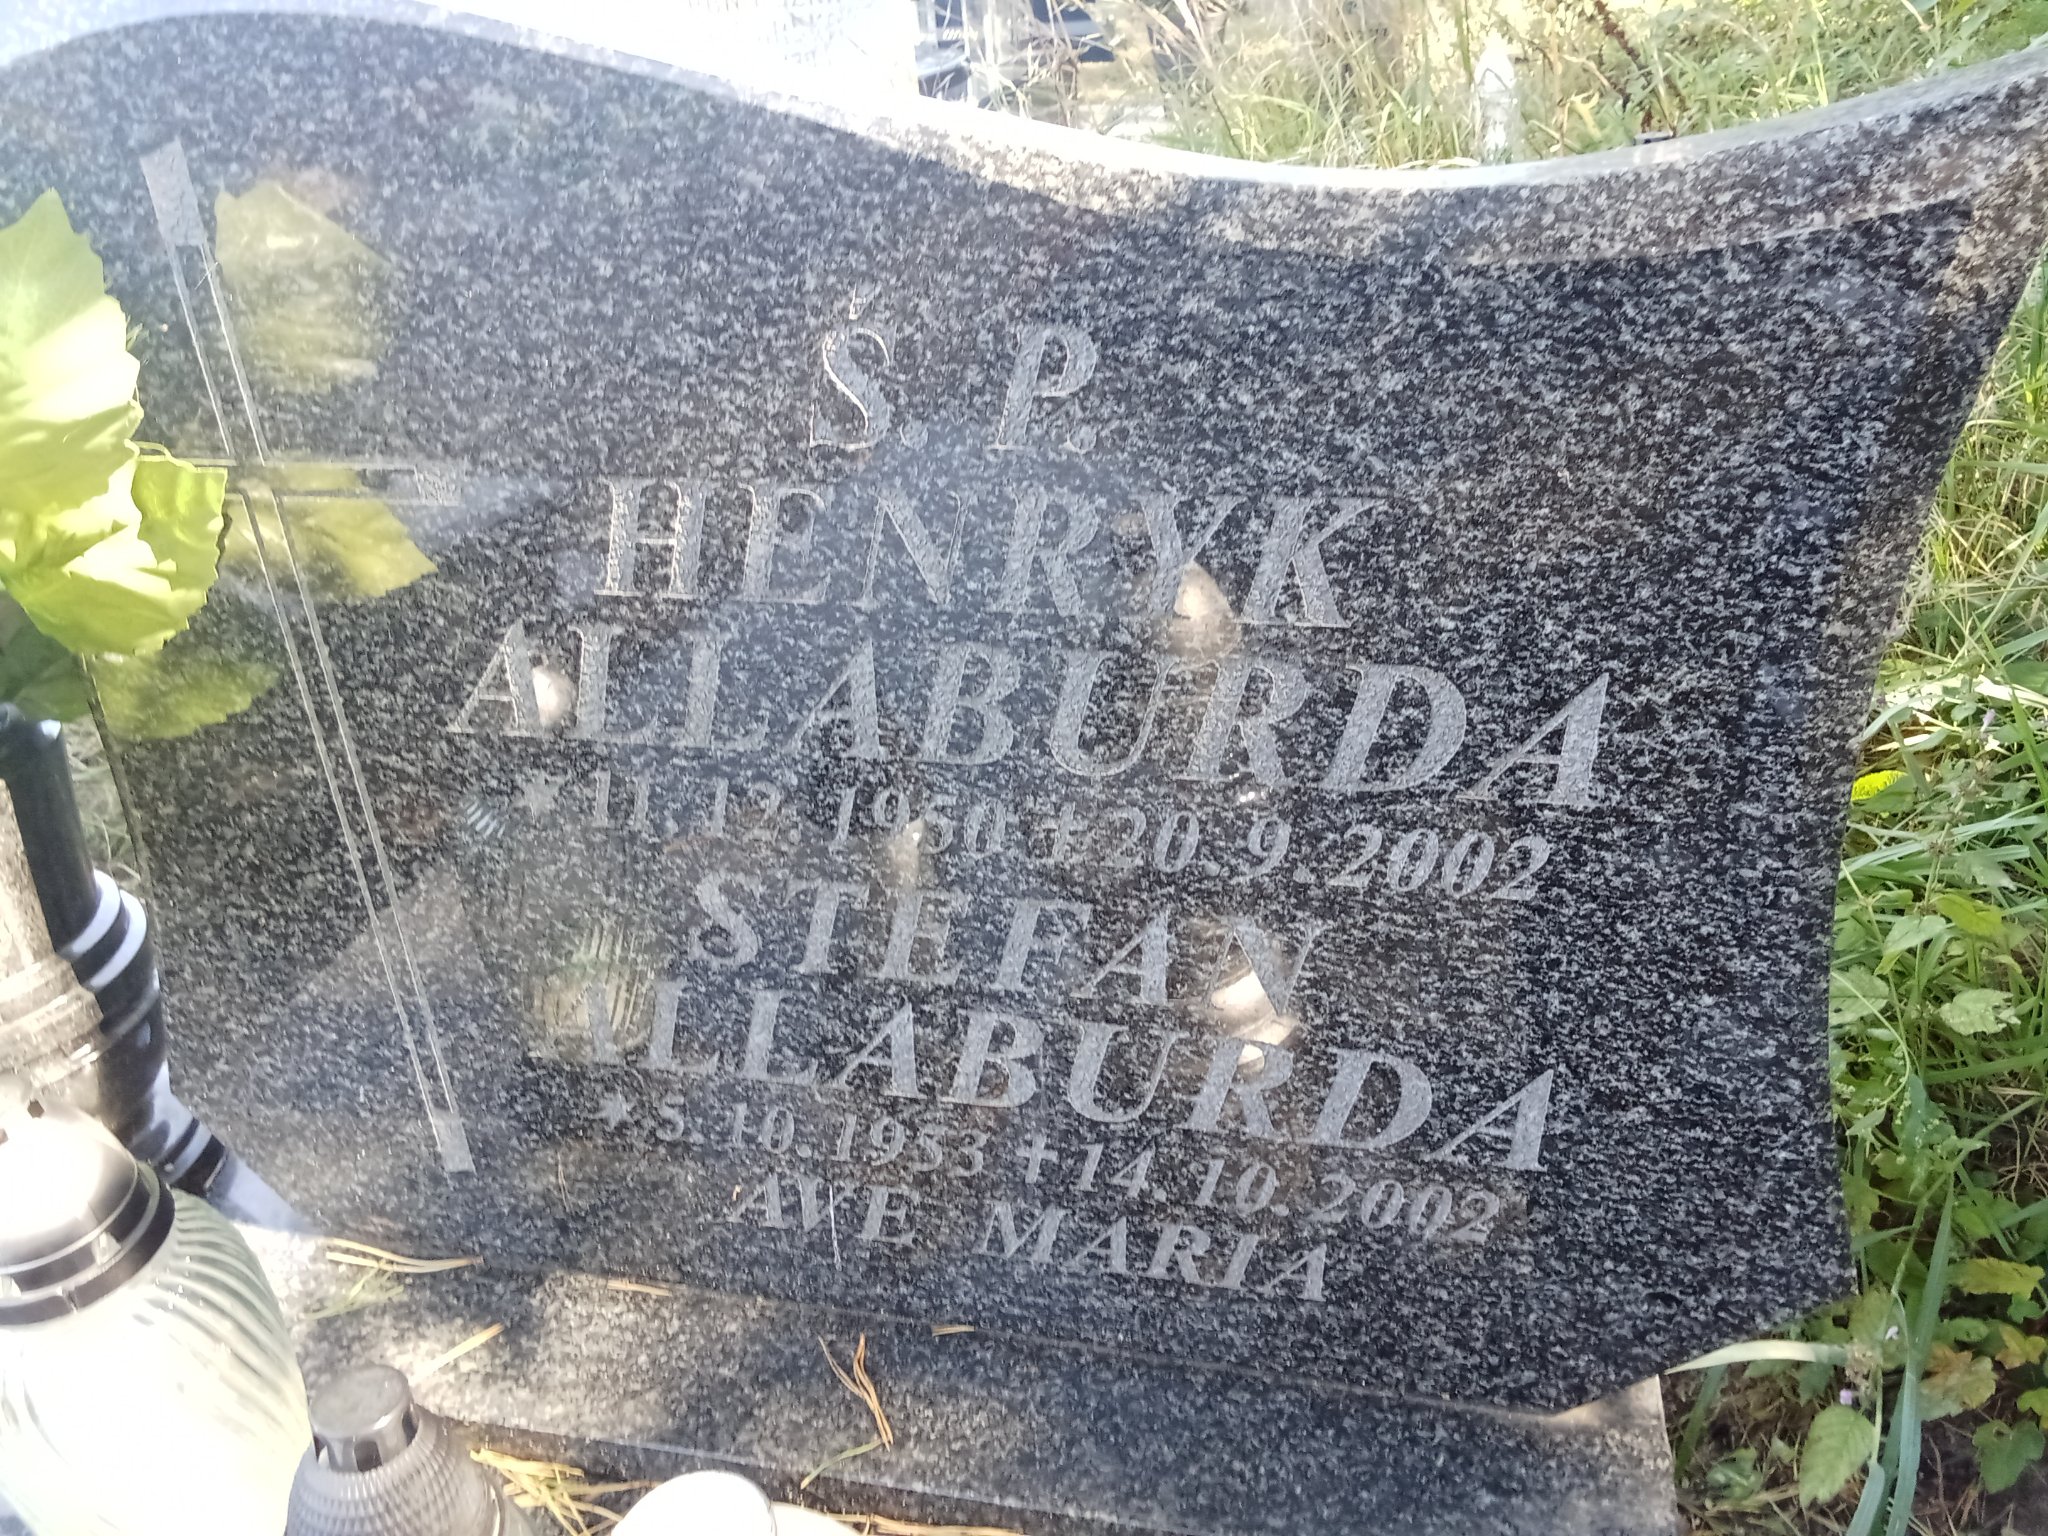 Ś. P.
HENRYK
ALLABURDA
* 11. 12. 1950 + 20. 9. 2002
STEFAN
ALLABURDA
* 5. 10. 1953 + 14. 10. 2002
AVE MARIA